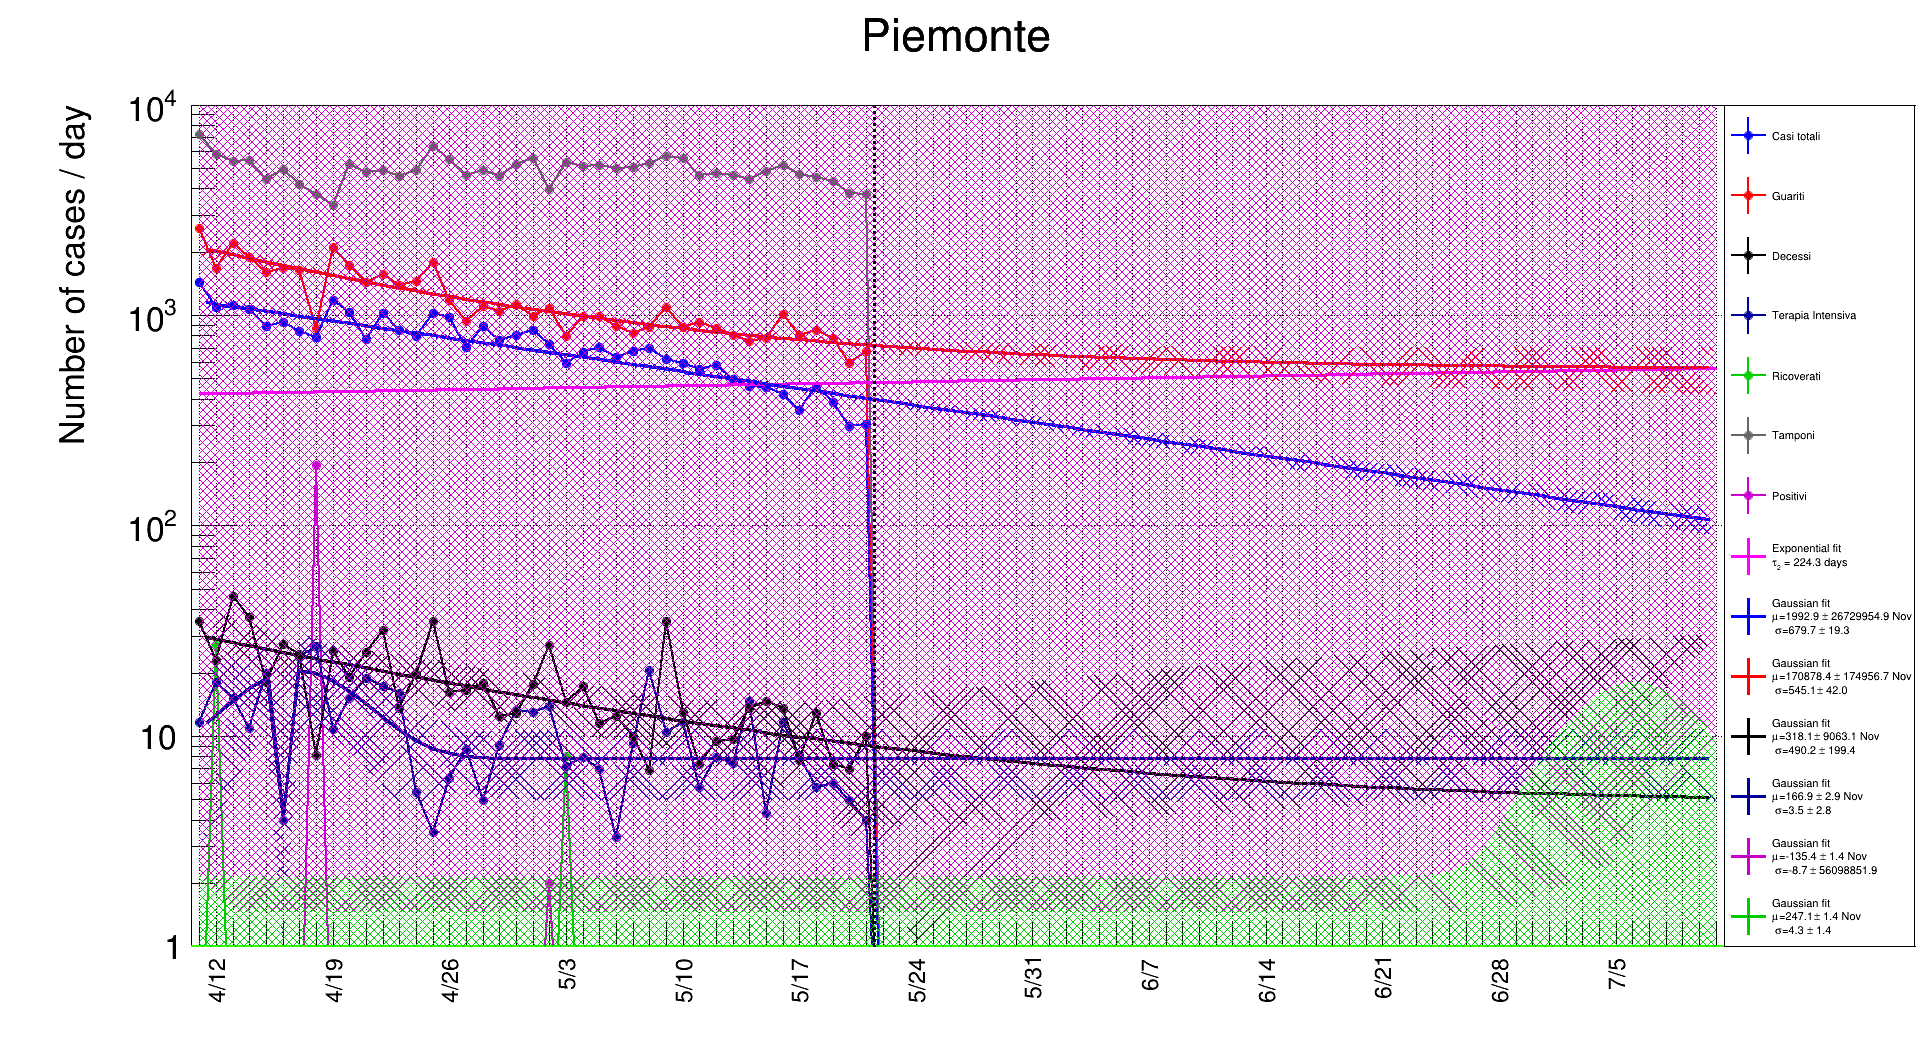 Piemonte
Number of cases / day
10⁴
10³
10²
10
1
4/12
4/19
4/26
5/3
5/10
5/17
5/24
5/31
6/7
6/14
6/21
6/28
7/5
Casi totali
Guariti
Decessi
Terapia Intensiva
Ricoverati
Tamponi
Positivi
Exponential fit
τ₂ = 224.3 days
Gaussian fit
μ=1992.9 ± 26729954.9 Nov
σ=679.7 ± 19.3
Gaussian fit
μ=170878.4 ± 174956.7 Nov
σ=545.1 ± 42.0
Gaussian fit
μ=318.1 ± 9063.1 Nov
σ=490.2 ± 199.4
Gaussian fit
μ=166.9 ± 2.9 Nov
σ=3.5 ± 2.8
Gaussian fit
μ=-135.4 ± 1.4 Nov
σ=-8.7 ± 56098851.9
Gaussian fit
μ=247.1 ± 1.4 Nov
σ=4.3 ± 1.4